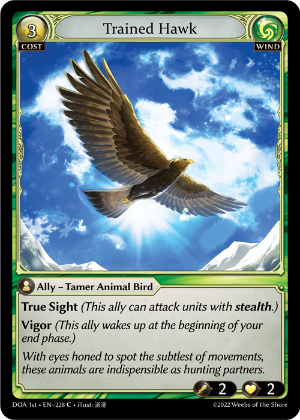 3
Trained Hawk
COST
WIND
Ally – Tamer Animal Bird
True Sight (This ally can attack units with stealth.)
Vigor (This ally wakes up at the beginning of your
end phase.)
With eyes honed to spot the subtlest of movements,
these animals are indispensable as hunting partners.
2
2
DOA 1st • EN-228 C • illust:
©2022 Weebs of the Shore